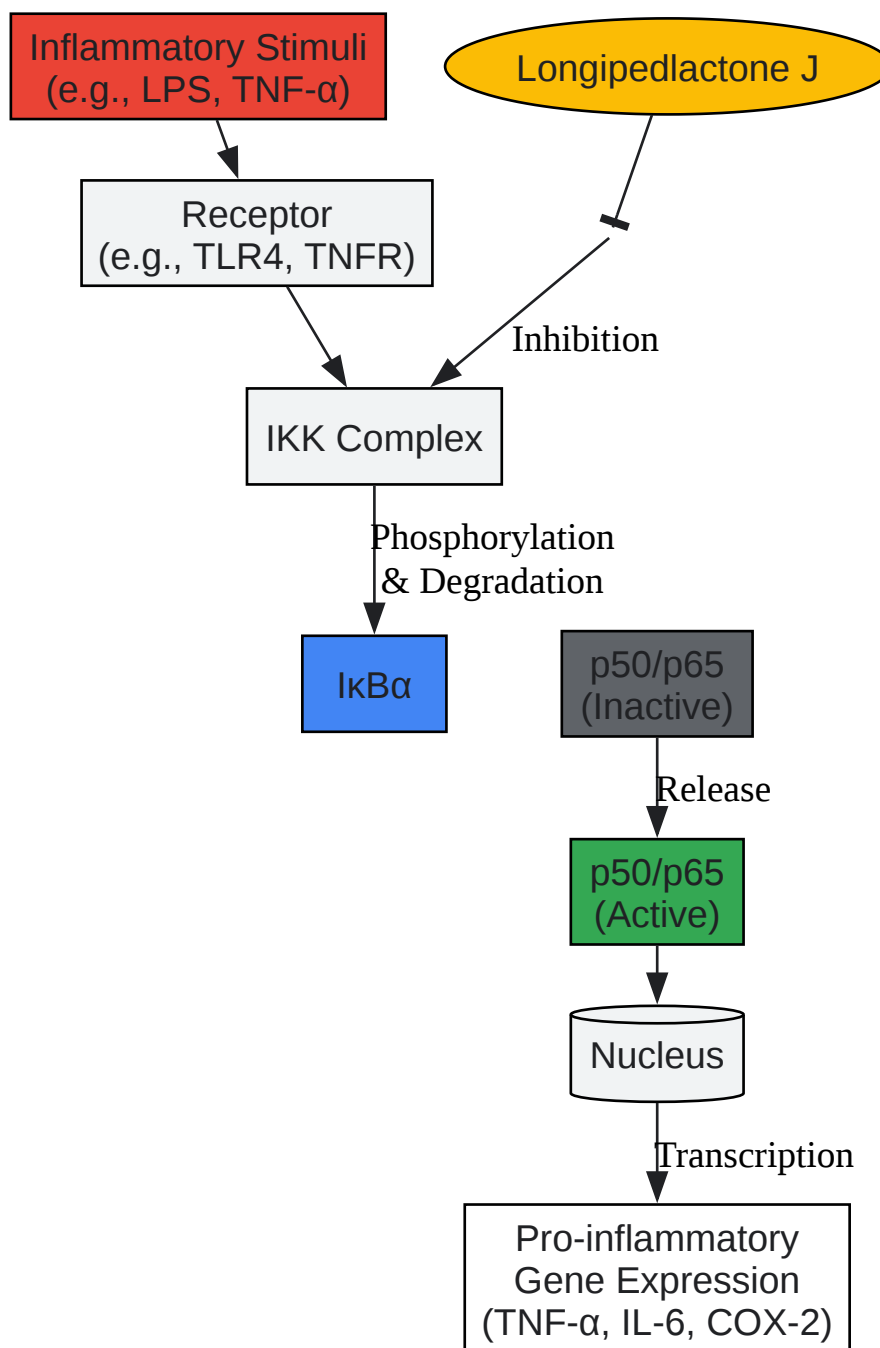 Inflammatory Stimuli
(e.g., LPS, TNF-α)
Longipedlactone J
Receptor
(e.g., TLR4, TNFR)
Inhibition
IKK Complex
Phosphorylation
& Degradation
IκBα
p50/p65
(Inactive)
Release
p50/p65
(Active)
Nucleus
Transcription
Pro-inflammatory
Gene Expression
(TNF-α, IL-6, COX-2)